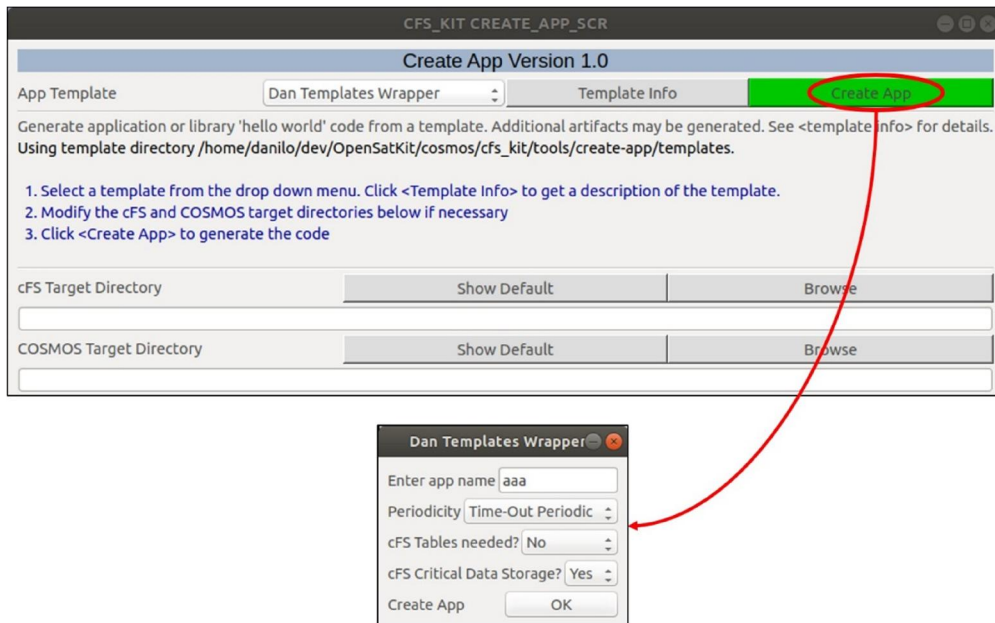 CFS_KIT CREATE_APP_SCR
Create App Version 1.0
App Template Dan Templates Wrapper Template Info Create App
Generate application or library 'hello world' code from a template. Additional artifacts may be generated. See <template info> for details.
Using template directory /home/danilo/dev/OpenSatKit/cosmos/cfs_kit/tools/create-app/templates.
1. Select a template from the drop down menu. Click <Template Info> to get a description of the template.
2. Modify the cFS and COSMOS target directories below if necessary
3. Click <Create App> to generate the code
cFS Target Directory Show Default Browse
COSMOS Target Directory Show Default Browse
Dan Templates Wrapper
Enter app name aaa
Periodicity Time-Out Periodic
cFS Tables needed? No
cFS Critical Data Storage? Yes
Create App OK